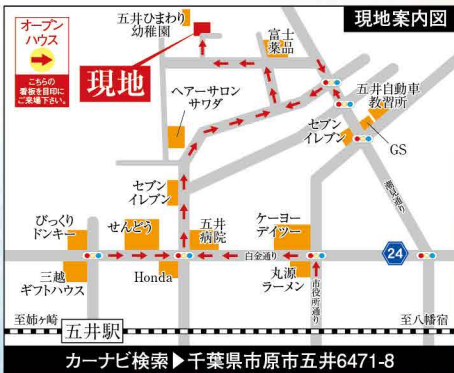 現地案内図
オープン
ハウス
こちらの
看板を目印に
ご来場下さい。
五井ひまわり
幼稚園
現地
富士
薬品
五井自動車
教習所
ヘアーサロン
サワダ
セブン
イレブン
GS
潮見通り
セブン
イレブン
びっくり
ドンキー
せんどう
五井
病院
ケーヨー
デイツー
白金通り
24
三越
ギフトハウス
Honda
丸源
ラーメン
市役所通り
至姉ヶ崎
五井駅
至八幡宿
カーナビ検索▶千葉県市原市五井6471-8